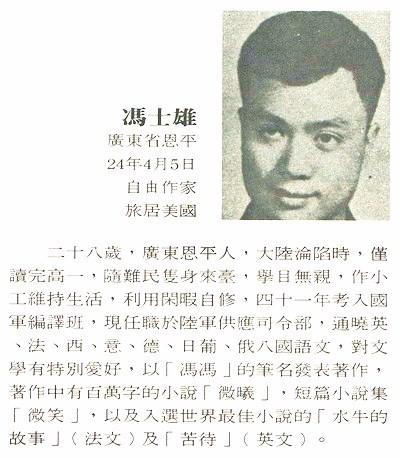 馮士雄
廣東省恩平
24年4月5日
自由作家
旅居美國
二十八歲，廣東恩平人，大陸淪陷時，僅
讀完高一，隨難民隻身來臺，舉目無親，作小
工維持生活，利用閑暇自修，四十一年考入國
軍編譯班，現任職於陸軍供應司令部，通曉英
、法、西、意、德、日葡、俄八國語文，對文
學有特別愛好，以「馮馮」的筆名發表著作，
著作中有百萬字的小說「微曦」，短篇小說集
「微笑」，以及入選世界最佳小說的「水牛的
故事」（法文）及「苦待」（英文）。